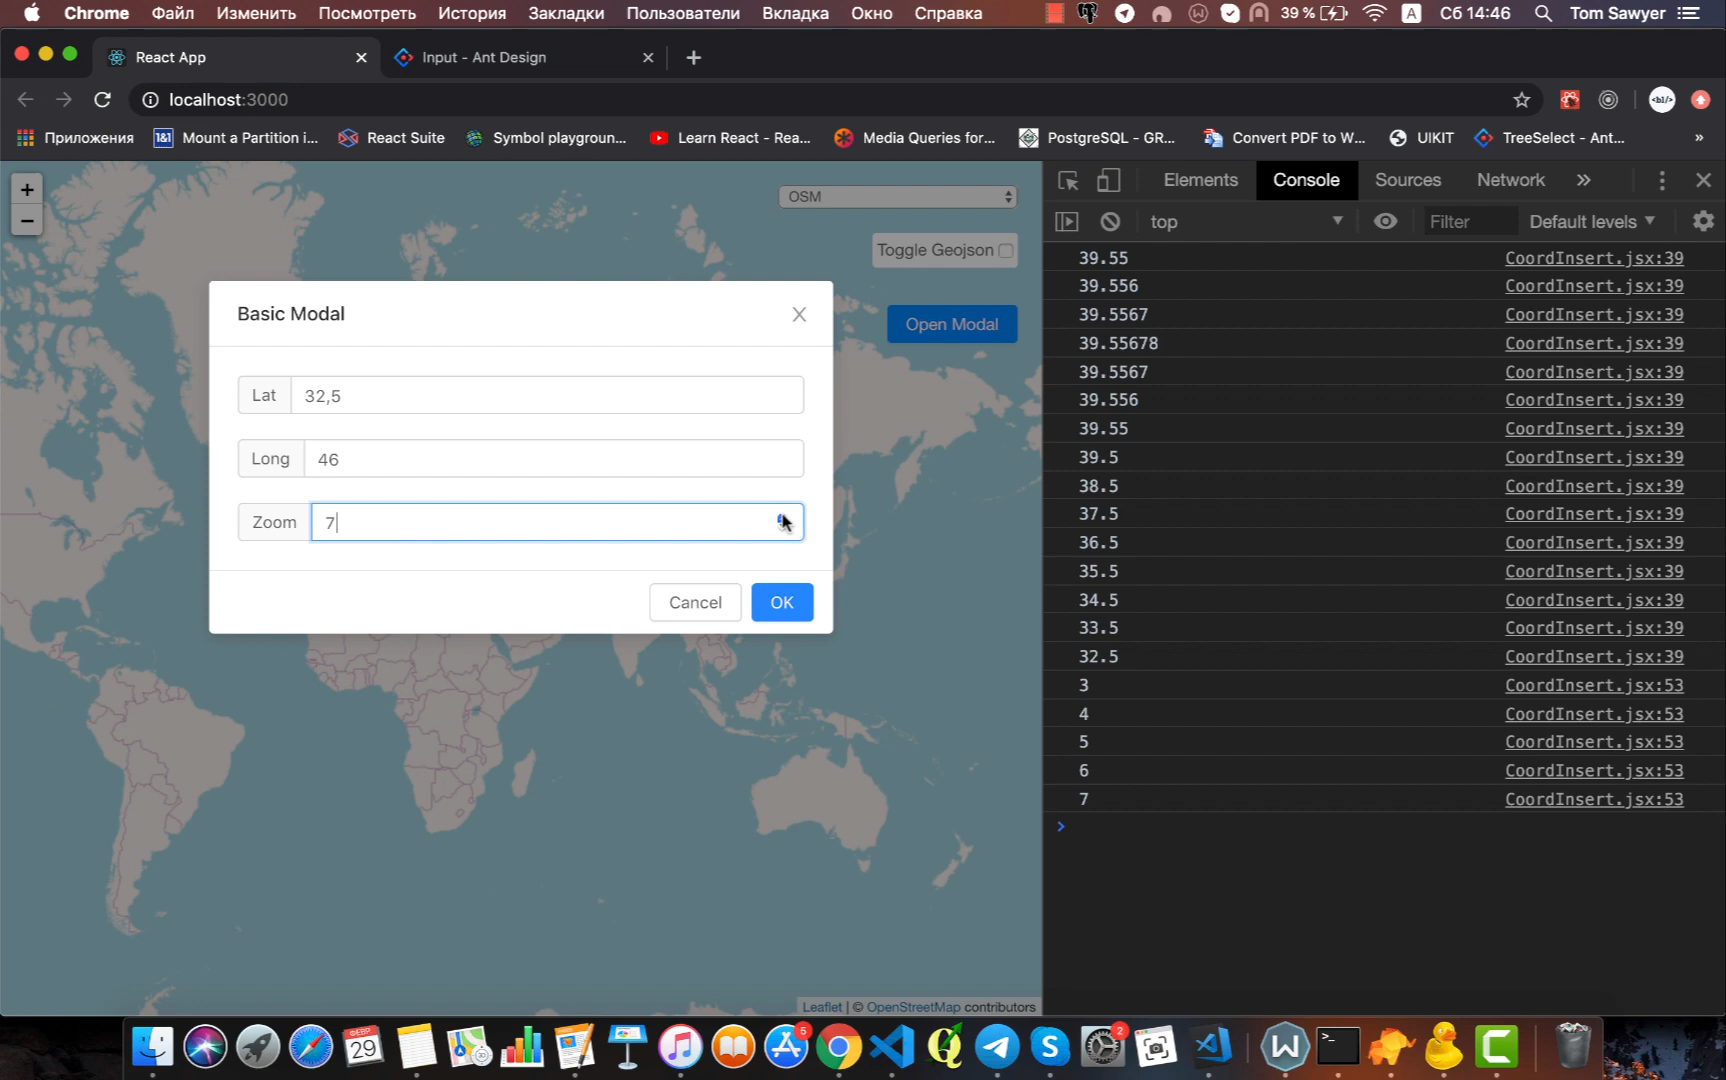 Chrome Файл Изменить Посмотреть История Закладки Пользователи Вкладка Окно Справка 39 % A Сб 14:46 Tom Sawyer
React App
Input - Ant Design
localhost:3000
Приложения 1&1 Mount a Partition i... React Suite Symbol playgroun... Learn React - Rea... Media Queries for... PostgreSQL - GR... Convert PDF to W... UIKIT TreeSelect - Ant... »
+
−
OSM
Toggle Geojson
Open Modal
Basic Modal
Lat 32,5
Long 46
Zoom 7
Cancel OK
Leaflet | © OpenStreetMap contributors
Elements Console Sources Network »
top Filter Default levels
39.55 CoordInsert.jsx:39
39.556 CoordInsert.jsx:39
39.5567 CoordInsert.jsx:39
39.55678 CoordInsert.jsx:39
39.5567 CoordInsert.jsx:39
39.556 CoordInsert.jsx:39
39.55 CoordInsert.jsx:39
39.5 CoordInsert.jsx:39
38.5 CoordInsert.jsx:39
37.5 CoordInsert.jsx:39
36.5 CoordInsert.jsx:39
35.5 CoordInsert.jsx:39
34.5 CoordInsert.jsx:39
33.5 CoordInsert.jsx:39
32.5 CoordInsert.jsx:39
3 CoordInsert.jsx:53
4 CoordInsert.jsx:53
5 CoordInsert.jsx:53
6 CoordInsert.jsx:53
7 CoordInsert.jsx:53
ФЕВР
29
5
2